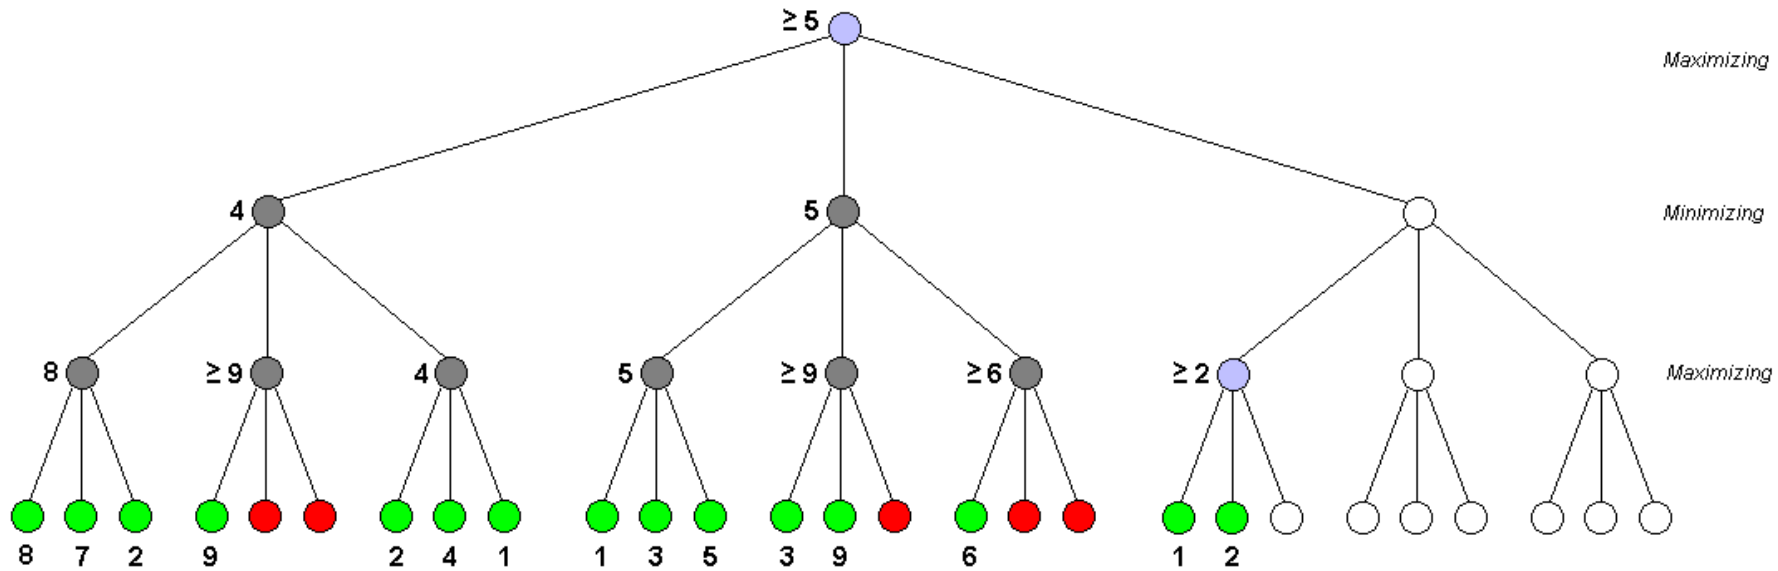 ≥ 5
Maximizing
4
5
Minimizing
8
≥ 9
4
5
≥ 9
≥ 6
≥ 2
Maximizing
8 7 2 9 2 4 1 1 3 5 3 9 6 1 2